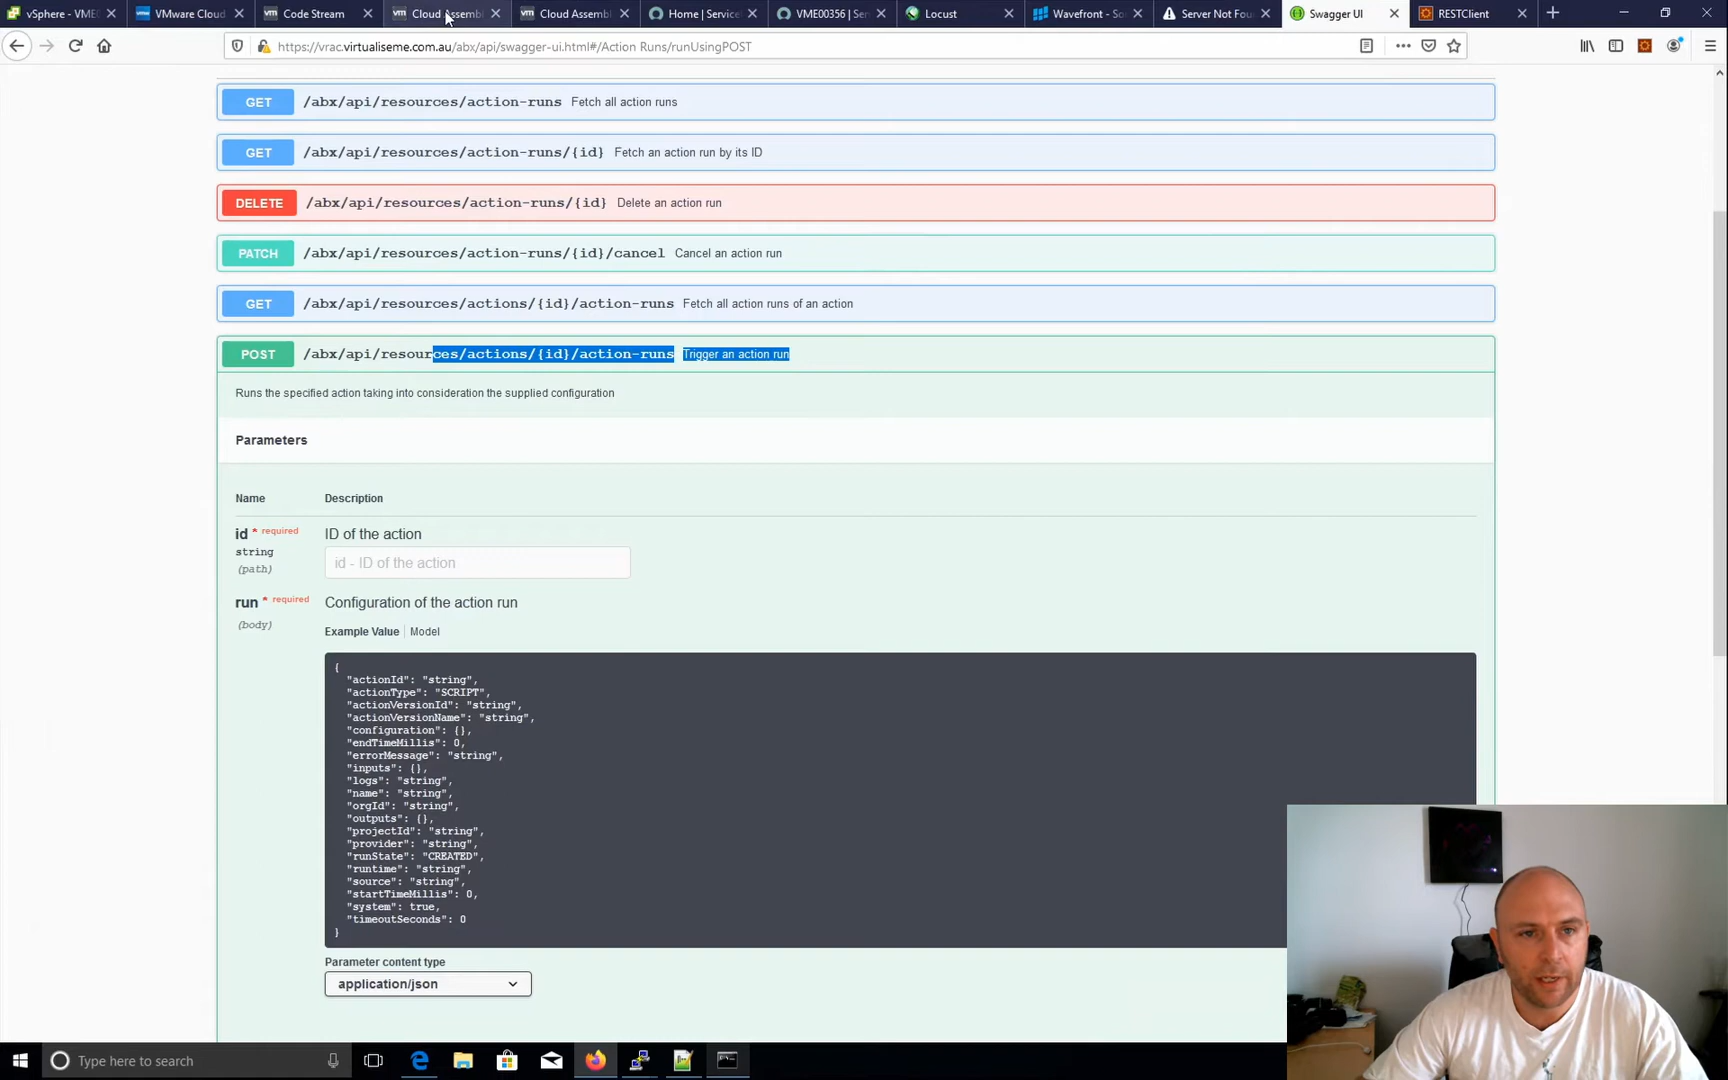 vSphere - VME
VMware Cloud
Code Stream
vm Cloud Assembl
vm Cloud Assembl
Home | Service
VME00356 | Ser
Locust
Wavefront - So
Server Not Fou
Swagger UI
RESTClient
https://vrac.virtualiseme.com.au/abx/api/swagger-ui.html#/Action Runs/runUsingPOST
GET /abx/api/resources/action-runs Fetch all action runs
GET /abx/api/resources/action-runs/{id} Fetch an action run by its ID
DELETE /abx/api/resources/action-runs/{id} Delete an action run
PATCH /abx/api/resources/action-runs/{id}/cancel Cancel an action run
GET /abx/api/resources/actions/{id}/action-runs Fetch all action runs of an action
POST /abx/api/resources/actions/{id}/action-runs Trigger an action run
Runs the specified action taking into consideration the supplied configuration
Parameters
Name Description
id * required ID of the action
string
(path)
id - ID of the action
run * required Configuration of the action run
(body)
Example Value | Model
{
"actionId": "string",
"actionType": "SCRIPT",
"actionVersionId": "string",
"actionVersionName": "string",
"configuration": {},
"endTimeMillis": 0,
"errorMessage": "string",
"inputs": {},
"logs": "string",
"name": "string",
"orgId": "string",
"outputs": {},
"projectId": "string",
"provider": "string",
"runState": "CREATED",
"runtime": "string",
"source": "string",
"startTimeMillis": 0,
"system": true,
"timeoutSeconds": 0
}
Parameter content type
application/json
Type here to search